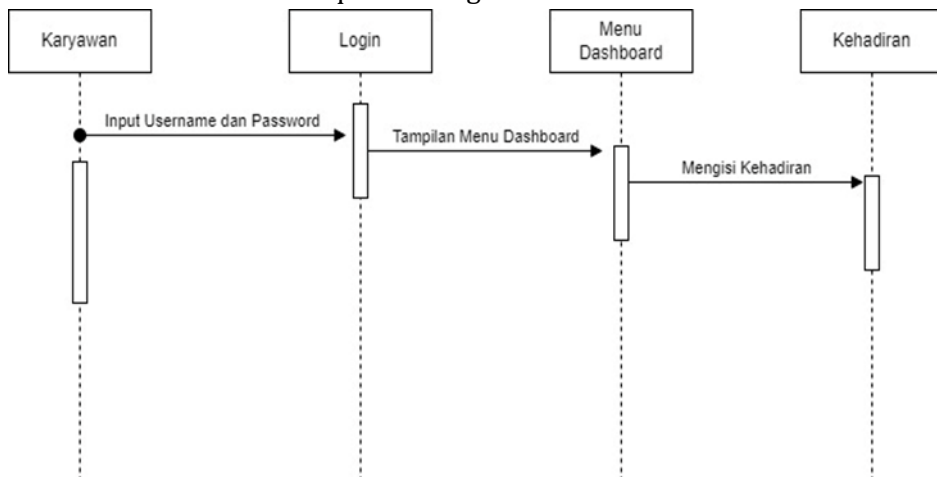 Karyawan
Login
Menu
Dashboard
Kehadiran
Input Username dan Password
Tampilan Menu Dashboard
Mengisi Kehadiran